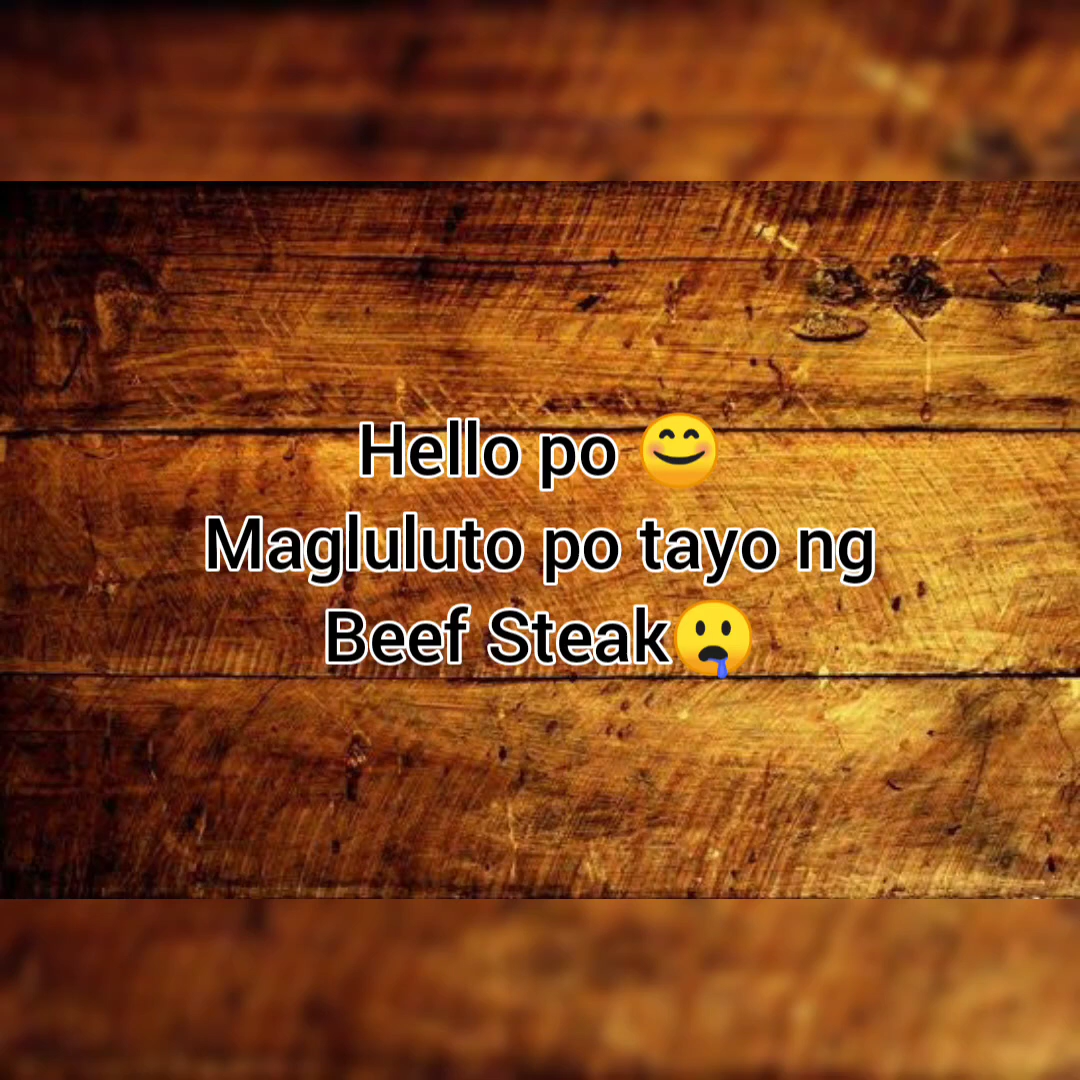 Hello po 😊
Magluluto po tayo ng
Beef Steak🤤